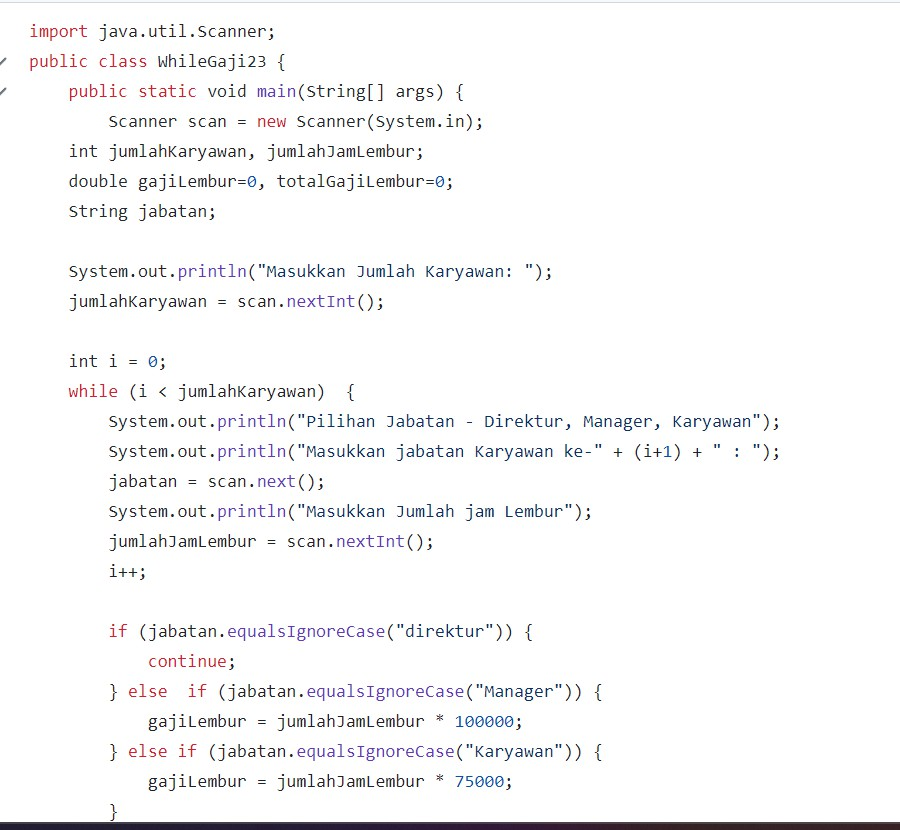 import java.util.Scanner;
public class WhileGaji23 {
    public static void main(String[] args) {
        Scanner scan = new Scanner(System.in);
    int jumlahKaryawan, jumlahJamLembur;
    double gajiLembur=0, totalGajiLembur=0;
    String jabatan;

    System.out.println("Masukkan Jumlah Karyawan: ");
    jumlahKaryawan = scan.nextInt();

    int i = 0;
    while (i < jumlahKaryawan)  {
        System.out.println("Pilihan Jabatan - Direktur, Manager, Karyawan");
        System.out.println("Masukkan jabatan Karyawan ke-" + (i+1) + " : ");
        jabatan = scan.next();
        System.out.println("Masukkan Jumlah jam Lembur");
        jumlahJamLembur = scan.nextInt();
        i++;

        if (jabatan.equalsIgnoreCase("direktur")) {
            continue;
        } else  if (jabatan.equalsIgnoreCase("Manager")) {
            gajiLembur = jumlahJamLembur * 100000;
        } else if (jabatan.equalsIgnoreCase("Karyawan")) {
            gajiLembur = jumlahJamLembur * 75000;
        }